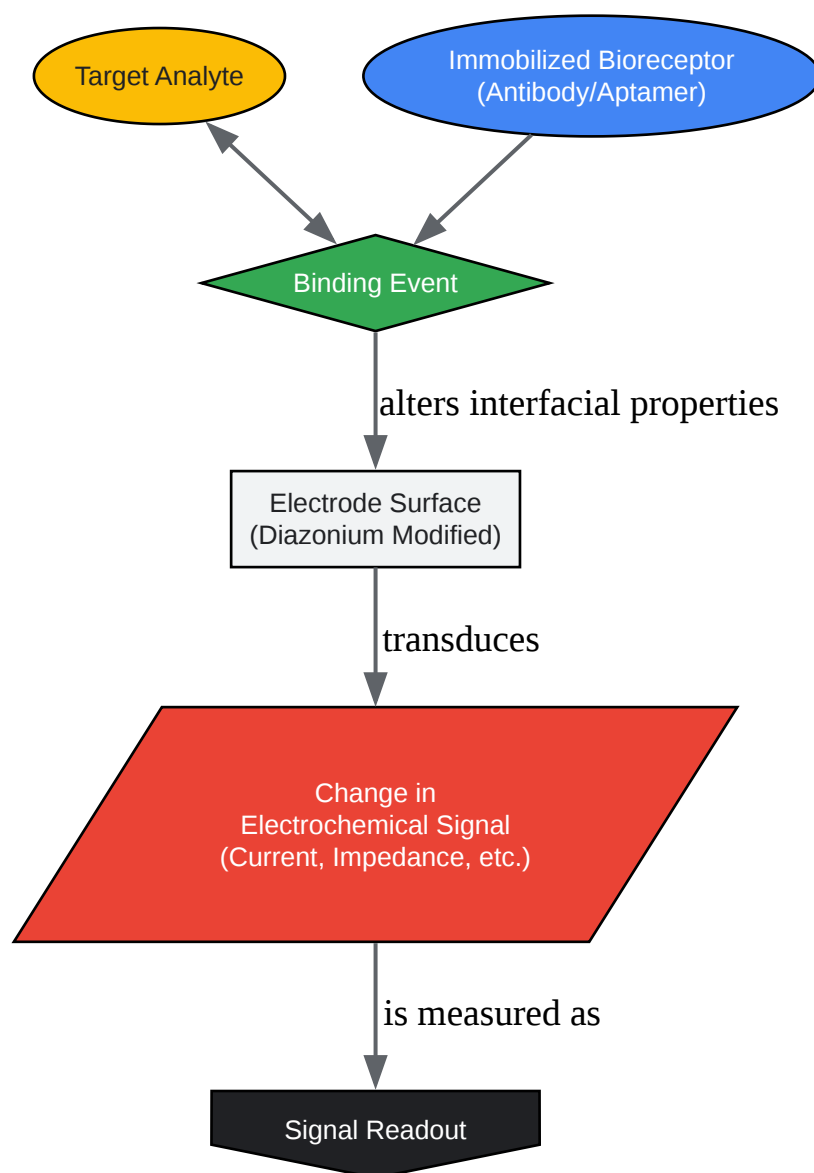 Target Analyte
Immobilized Bioreceptor
(Antibody/Aptamer)
Binding Event
alters interfacial properties
Electrode Surface
(Diazonium Modified)
transduces
Change in
Electrochemical Signal
(Current, Impedance, etc.)
is measured as
Signal Readout